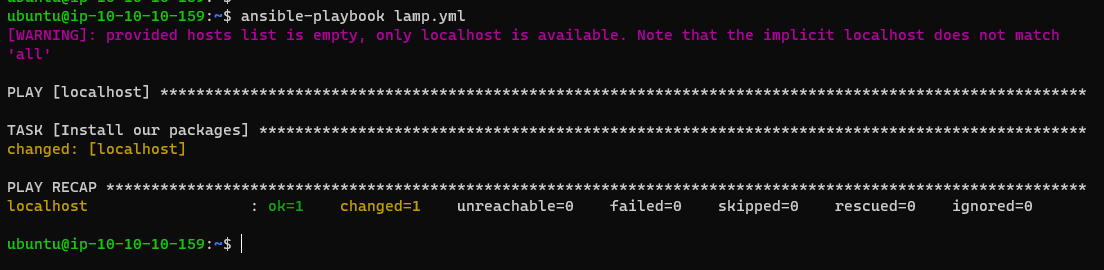 ubuntu@ip-10-10-10-159:~$ ansible-playbook lamp.yml
[WARNING]: provided hosts list is empty, only localhost is available. Note that the implicit localhost does not match
'all'
PLAY [localhost] *******************************************************************************************************
TASK [Install our packages] ********************************************************************************************
changed: [localhost]
PLAY RECAP *************************************************************************************************************
localhost                  : ok=1    changed=1    unreachable=0    failed=0    skipped=0    rescued=0    ignored=0
ubuntu@ip-10-10-10-159:~$